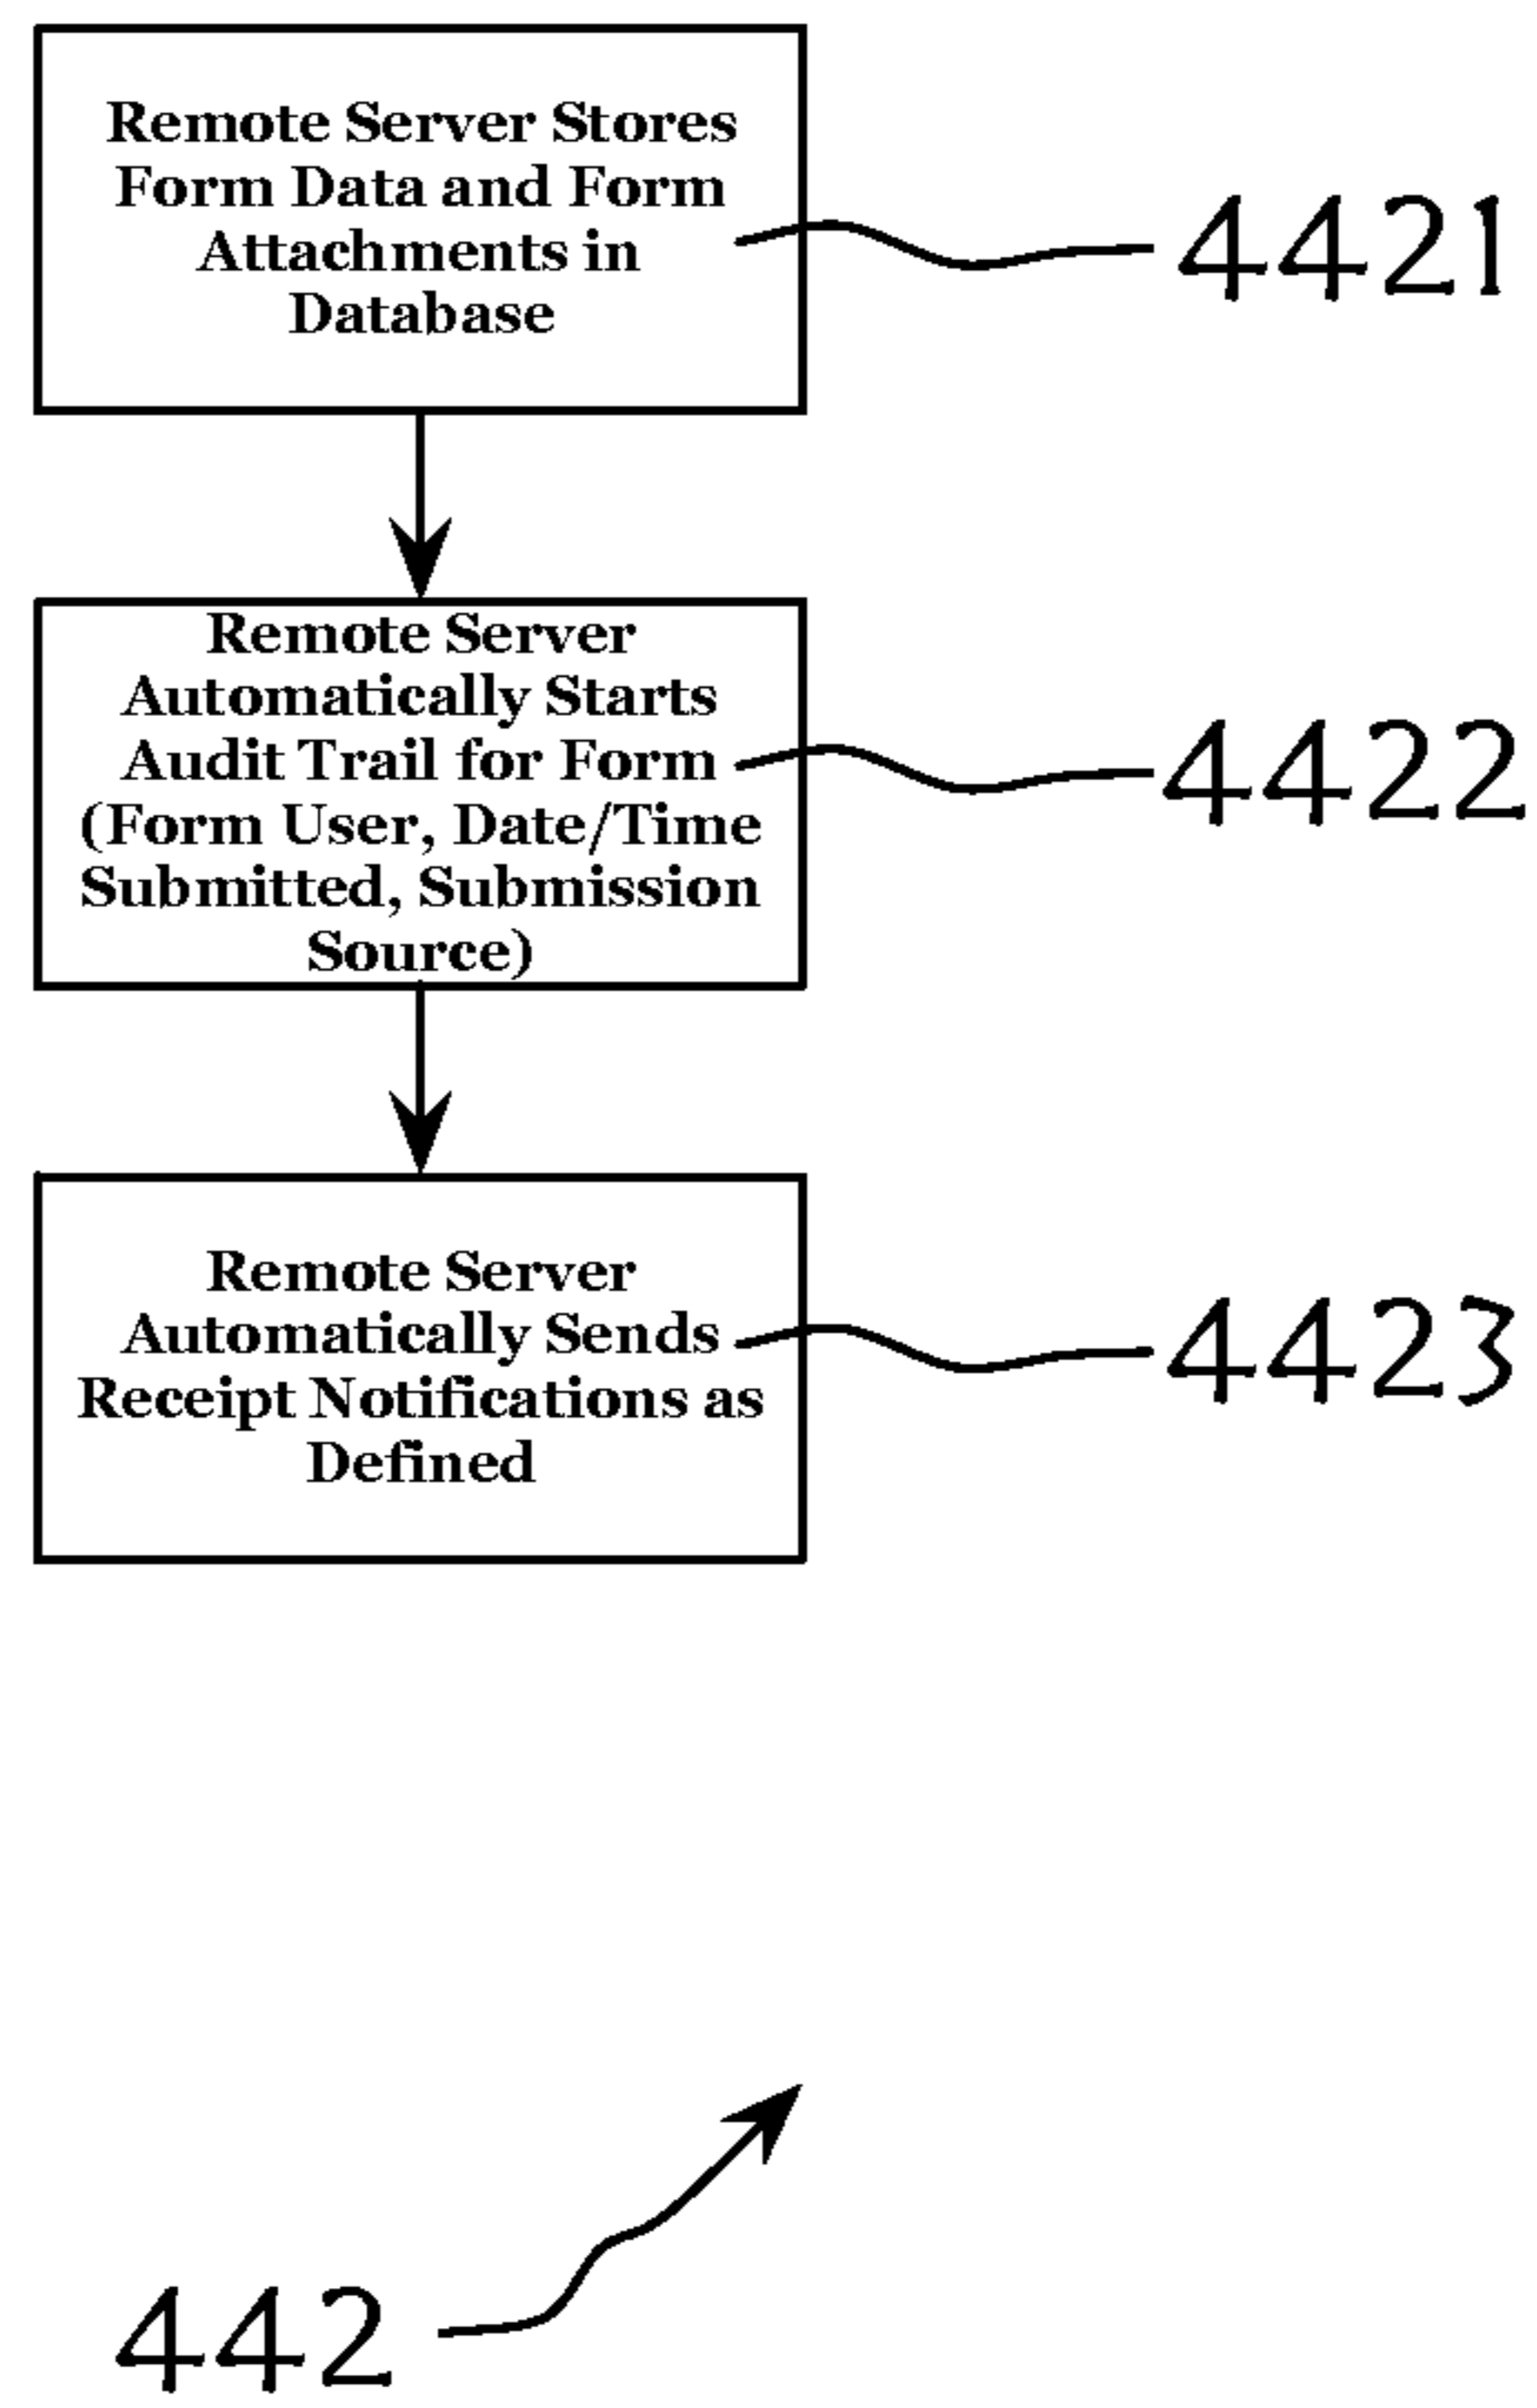 Remote Server Stores
Form Data and Form
Attachments in
Database
4421
Remote Server
Automatically Starts
Audit Trail for Form
(Form User, Date/Time
Submitted, Submission
Source)
4422
Remote Server
Automatically Sends
Receipt Notifications as
Defined
4423
442